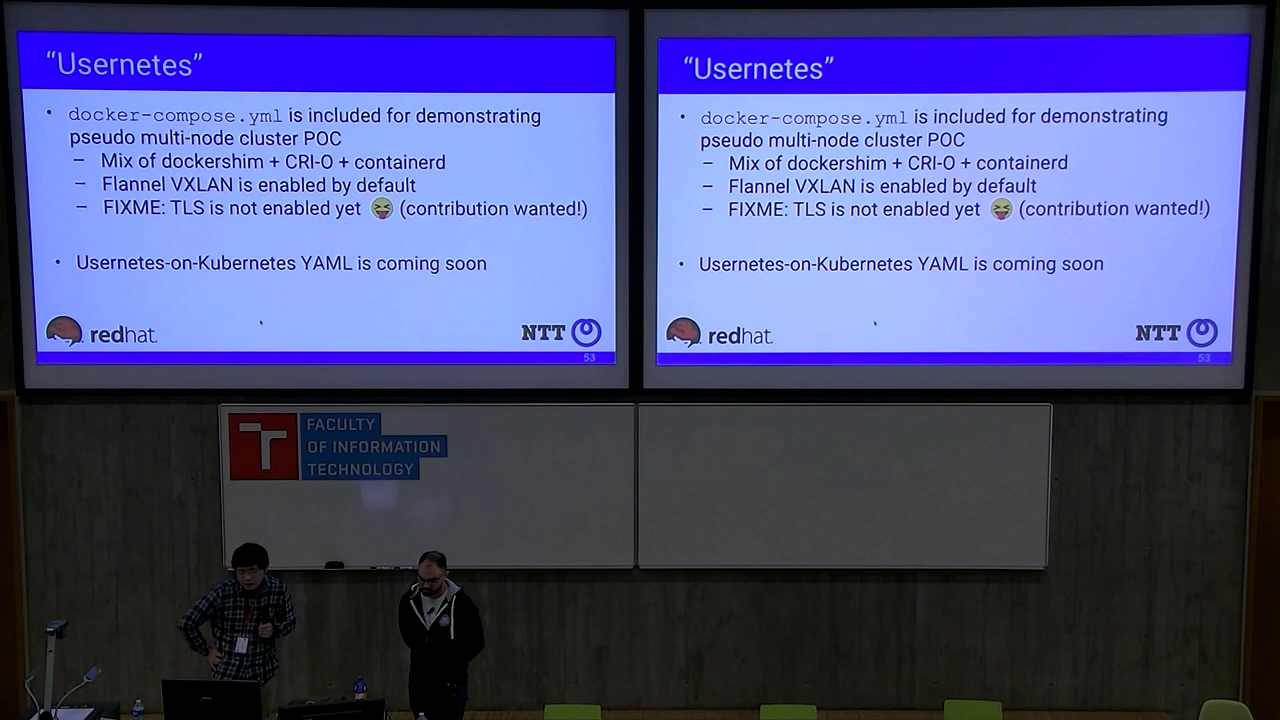 “Usernetes”
• docker-compose.yml is included for demonstrating
pseudo multi-node cluster POC
– Mix of dockershim + CRI-O + containerd
– Flannel VXLAN is enabled by default
– FIXME: TLS is not enabled yet 😝 (contribution wanted!)
• Usernetes-on-Kubernetes YAML is coming soon
redhat.
NTT
53
“Usernetes”
• docker-compose.yml is included for demonstrating
pseudo multi-node cluster POC
– Mix of dockershim + CRI-O + containerd
– Flannel VXLAN is enabled by default
– FIXME: TLS is not enabled yet 😝 (contribution wanted!)
• Usernetes-on-Kubernetes YAML is coming soon
redhat.
NTT
53
T
FACULTY
OF INFORMATION
TECHNOLOGY